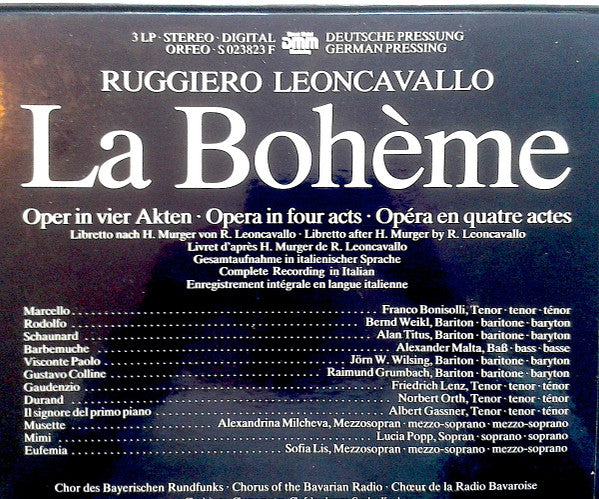 3 LP · STEREO · DIGITAL DMM DEUTSCHE PRESSUNG
ORFEO · S 023823 F GERMAN PRESSING
RUGGIERO LEONCAVALLO
La Bohème
Oper in vier Akten · Opera in four acts · Opéra en quatre actes
Libretto nach H. Murger von R. Leoncavallo · Libretto after H. Murger by R. Leoncavallo
Livret d'après H. Murger de R. Leoncavallo
Gesamtaufnahme in italienischer Sprache
Complete Recording in Italian
Enregistrement intégrale en langue italienne
Marcello . . . . . . . . . . Franco Bonisolli, Tenor · tenor · ténor
Rodolfo . . . . . . . . . . Bernd Weikl, Bariton · baritone · baryton
Schaunard . . . . . . . . . . Alan Titus, Bariton · baritone · baryton
Barbemuche . . . . . . . . . . Alexander Malta, Baß · bass · basse
Visconte Paolo . . . . . . . . . . Jörn W. Wilsing, Bariton · baritone · baryton
Gustavo Colline . . . . . . . . . . Raimund Grumbach, Bariton · baritone · baryton
Gaudenzio . . . . . . . . . . Friedrich Lenz, Tenor · tenor · ténor
Durand . . . . . . . . . . Norbert Orth, Tenor · tenor · ténor
Il signore del primo piano . . . . . . . . . . Albert Gassner, Tenor · tenor · ténor
Musette . . . . . . . . . . Alexandrina Milcheva, Mezzosopran · mezzo-soprano · mezzo-soprano
Mimi . . . . . . . . . . Lucia Popp, Sopran · soprano · soprano
Eufemia . . . . . . . . . . Sofia Lis, Mezzosopran · mezzo-soprano · mezzo-soprano
Chor des Bayerischen Rundfunks · Chorus of the Bavarian Radio · Chœur de la Radio Bavaroise